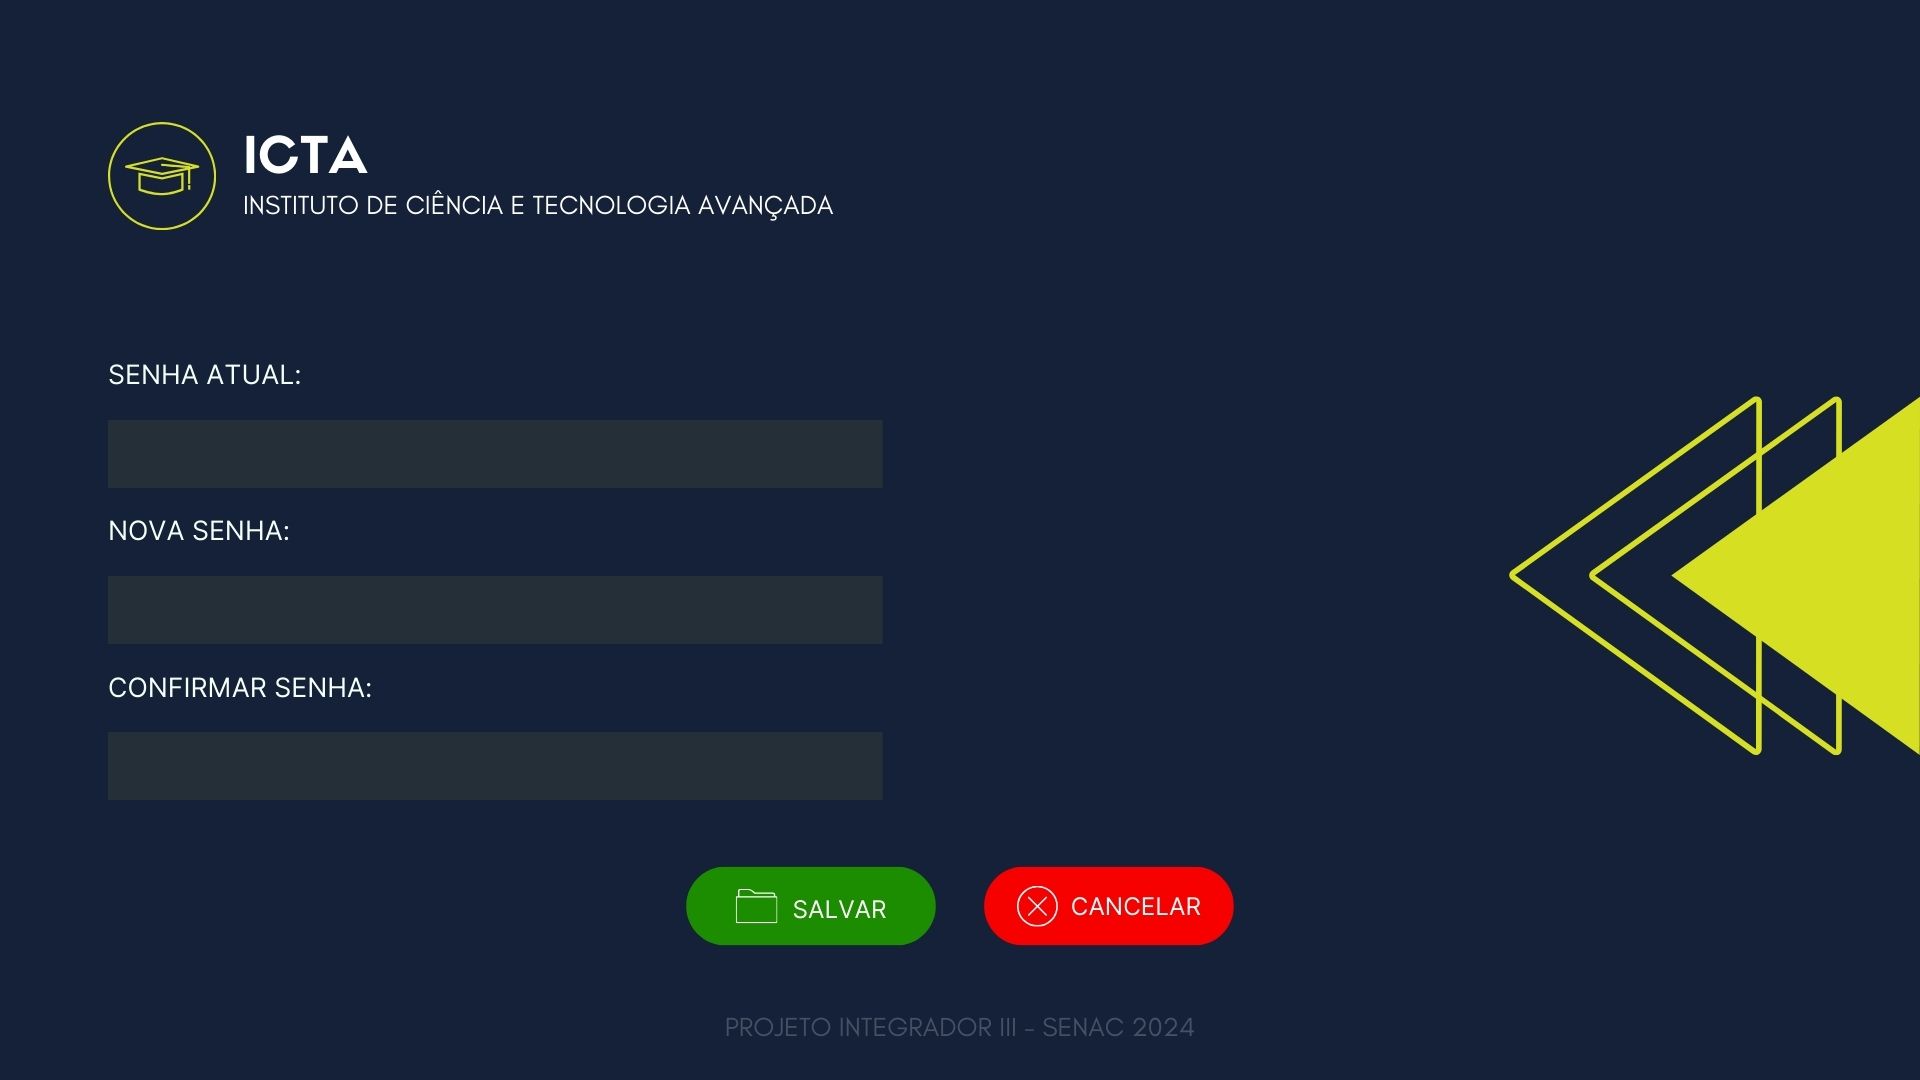 ICTA
INSTITUTO DE CIÊNCIA E TECNOLOGIA AVANÇADA
SENHA ATUAL:
NOVA SENHA:
CONFIRMAR SENHA:
SALVAR
CANCELAR
PROJETO INTEGRADOR III - SENAC 2024